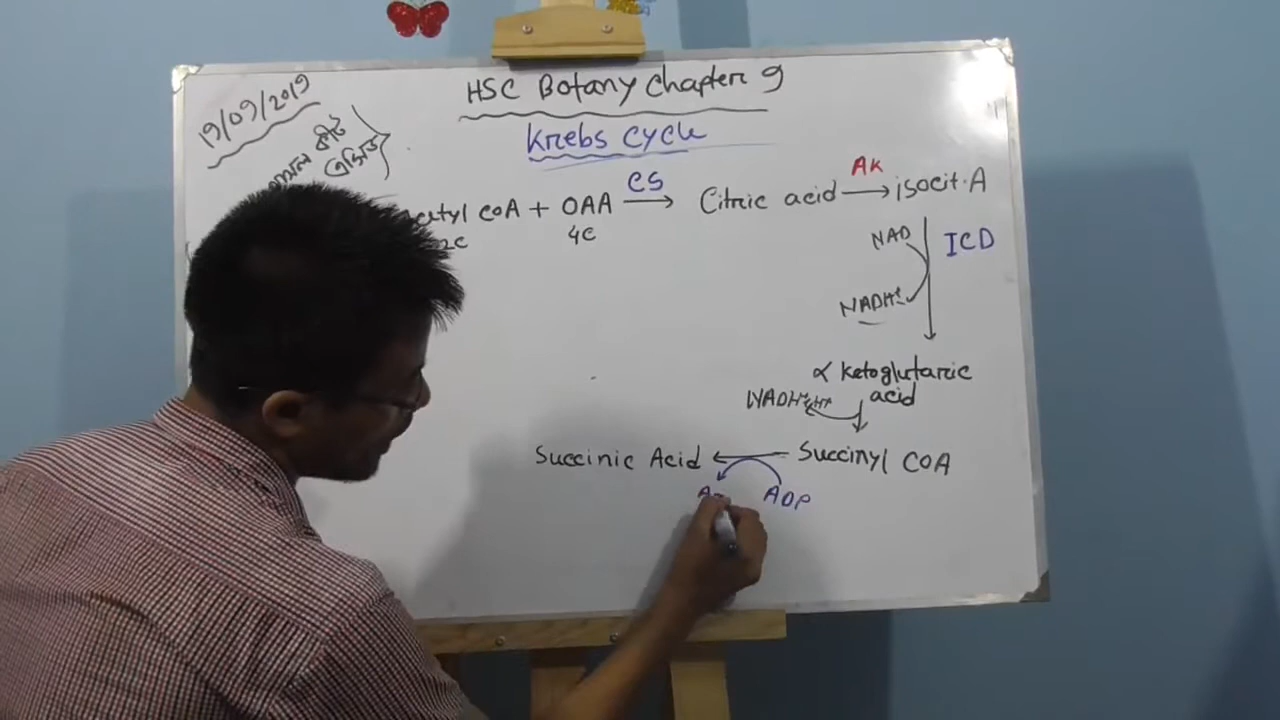 HSC Botany Chapter 9
19/09/2019
Krebs cycle
acetyl COA + OAA CS → Citric acid AK → isocit.A
2C 4C
NAD ICD
NADH
∝ ketoglutaric
acid
NADH
Succinic Acid ← Succinyl COA
ADP